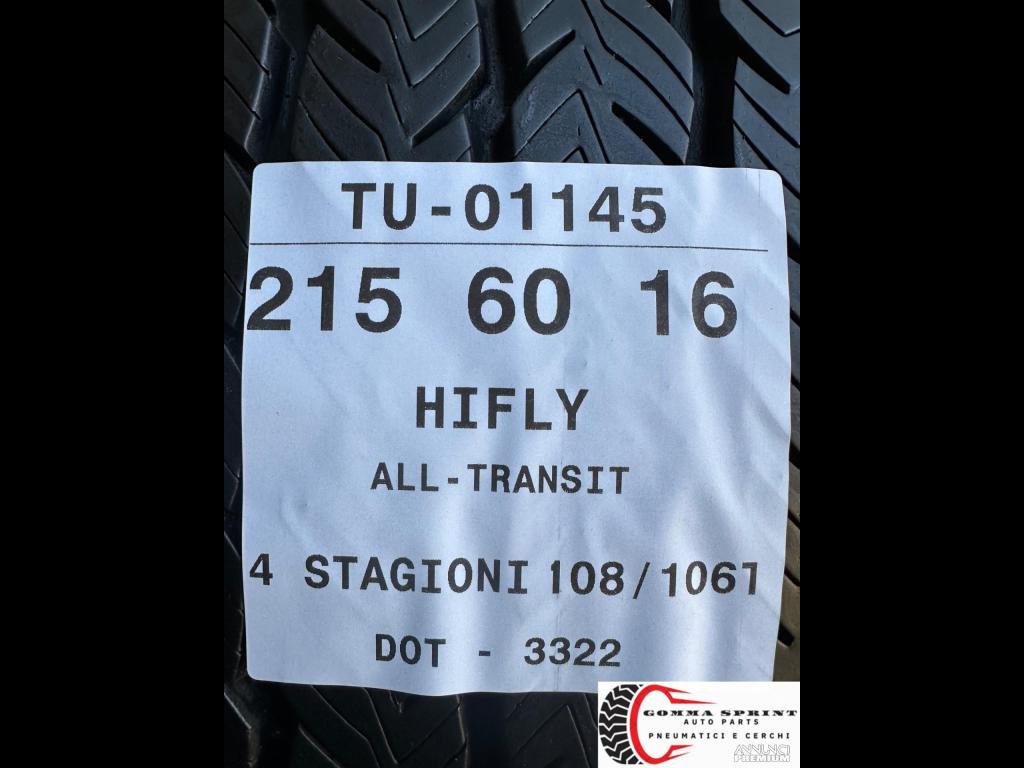 TU-01145
215 60 16
HIFLY
ALL-TRANSIT
4 STAGIONI 108/106T
DOT - 3322
GOMMA SPRINT
AUTO PARTS
PNEUMATICI E CERCHI
ANNUNCI
PREMIUM